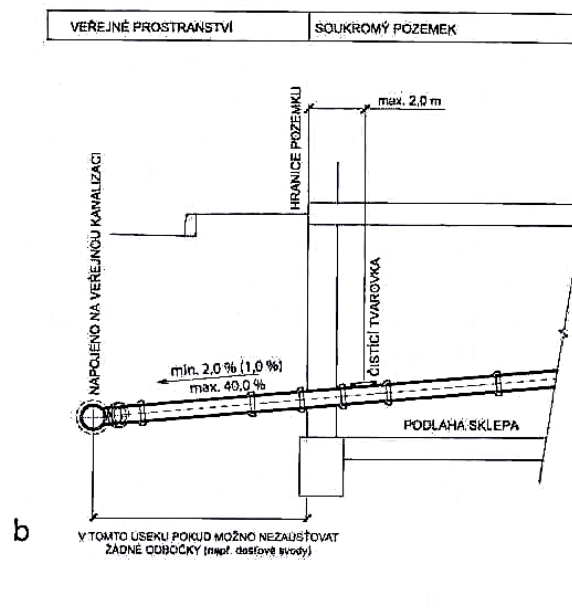 VEŘEJNÉ PROSTRANSTVÍ
SOUKROMÝ POZEMEK
max. 2,0 m
HRANICE POZEMKU
NAPOJENO NA VEŘEJNOU KANALIZACI
ČISTÍCÍ TVAROVKA
min. 2,0 % (1,0 %)
max. 40,0 %
PODLAHA SKLEPA
b
V TOMTO ÚSEKU POKUD MOŽNO NEZAÚSŤOVAT
ŽÁDNÉ ODBOČKY (např. dešťové svody)